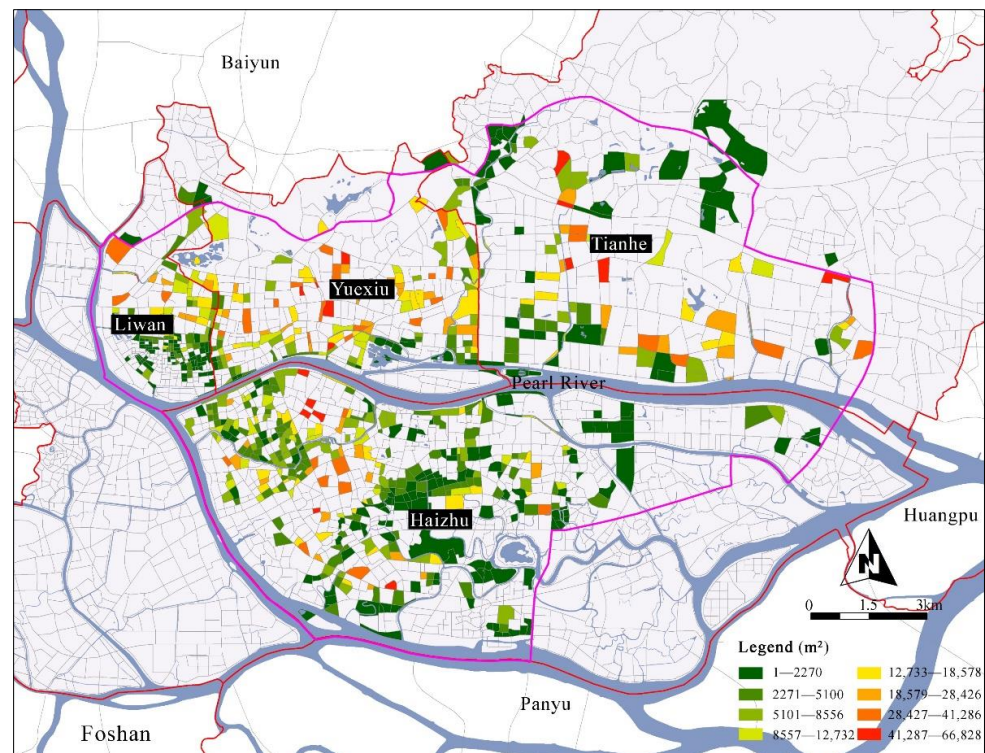 Baiyun
Tianhe
Yuexiu
Liwan
Pearl River
Haizhu
Huangpu
N
0 1.5 3km
Legend (m²)
1—2270
2271—5100
5101—8556
8557—12,732
12,733—18,578
18,579—28,426
28,427—41,286
41,287—66,828
Panyu
Foshan